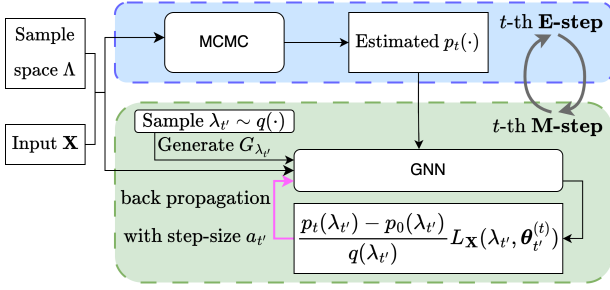 Sample
space Λ
Input X
MCMC
Estimated p_t(·)
t-th E-step
t-th M-step
Sample λ_{t'} ∼ q(·)
Generate G_{λ_{t'}}
GNN
back propagation
with step-size a_{t'}
\frac{p_t(λ_{t'}) − p_0(λ_{t'})}{q(λ_{t'})} L_X(λ_{t'}, θ_{t'}^{(t)})